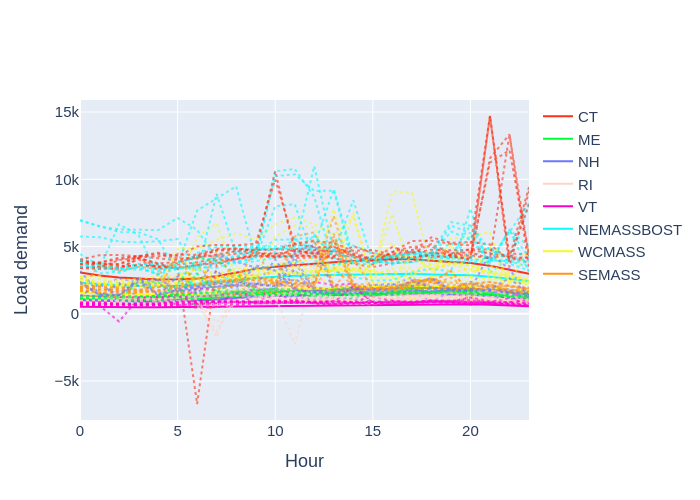 15k
10k
5k
0
−5k
0
5
10
15
20
Hour
Load demand
CT
ME
NH
RI
VT
NEMASSBOST
WCMASS
SEMASS